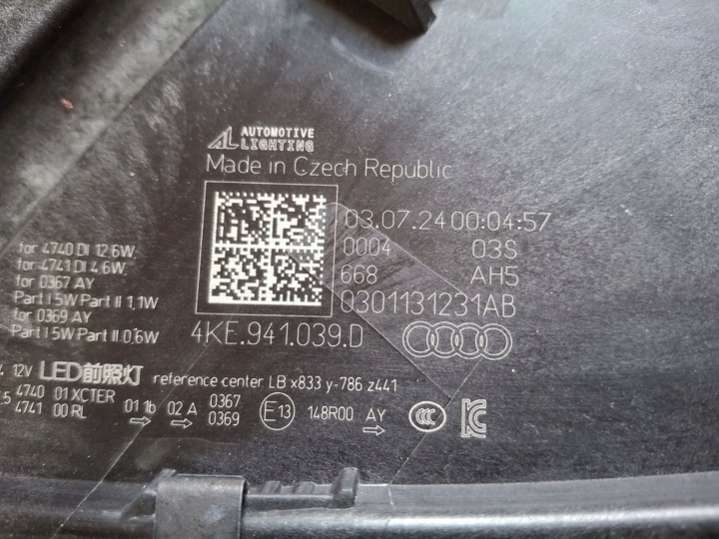 AL AUTOMOTIVE
LIGHTING
Made in Czech Republic
03.07.24 00:04:57
0004 03S
668 AH5
0301131231AB
4KE.941.039.D
for 4740 DI 12.6W
for 4741 DI 4.6W
for 0367 AY
Part I 5W Part II 1.1W
for 0369 AY
Part I 5W Part II 0.6W
12V LED前照灯 reference center LB x833 y-786 z441
4740 01 XCTER
4741 00 RL
01 1b
02 A
0367
0369
E13
148R00 AY
CCC